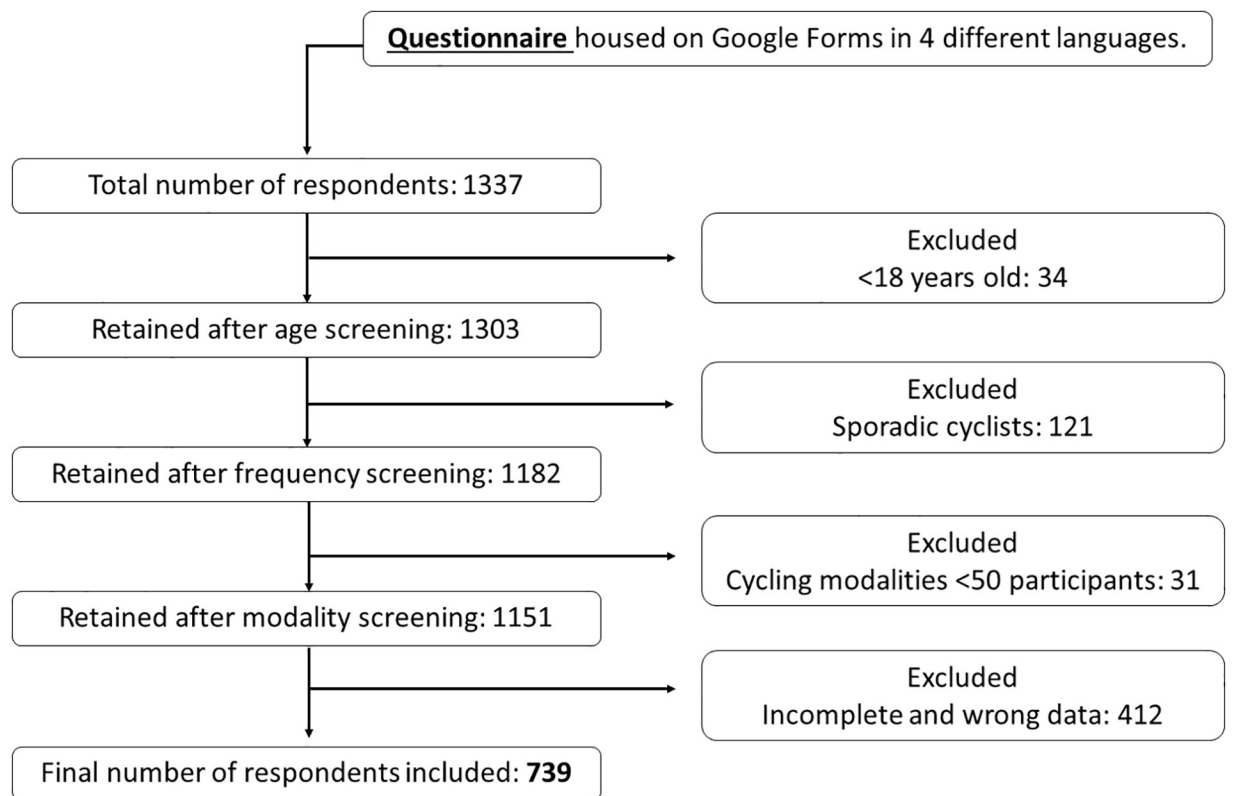 Questionnaire housed on Google Forms in 4 different languages.
Total number of respondents: 1337
Excluded
<18 years old: 34
Retained after age screening: 1303
Excluded
Sporadic cyclists: 121
Retained after frequency screening: 1182
Excluded
Cycling modalities <50 participants: 31
Retained after modality screening: 1151
Excluded
Incomplete and wrong data: 412
Final number of respondents included: 739